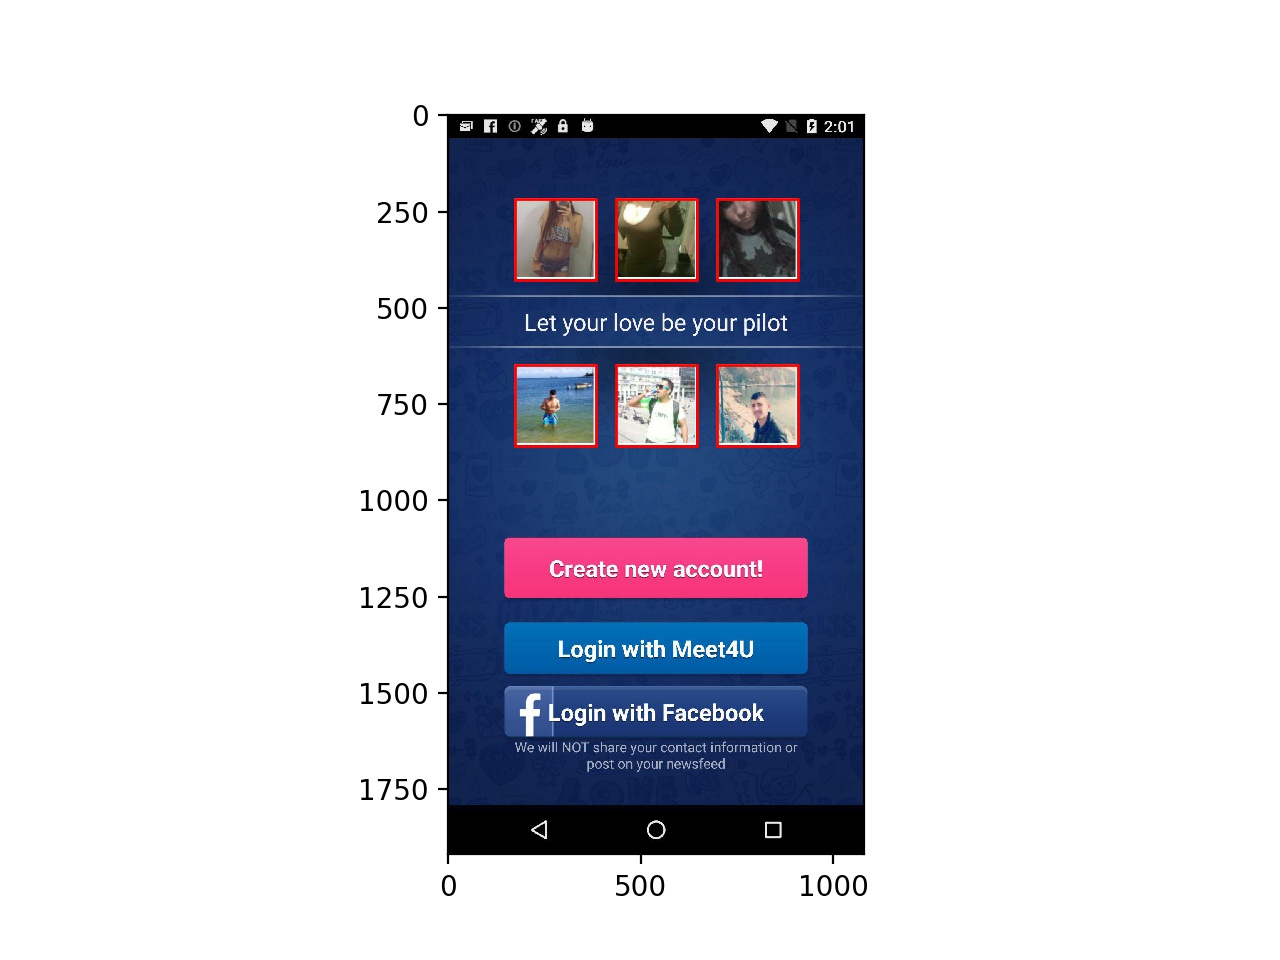 0
250
500
750
1000
1250
1500
1750
2:01
Let your love be your pilot
Create new account!
Login with Meet4U
f Login with Facebook
We will NOT share your contact information or
post on your newsfeed
0
500
1000